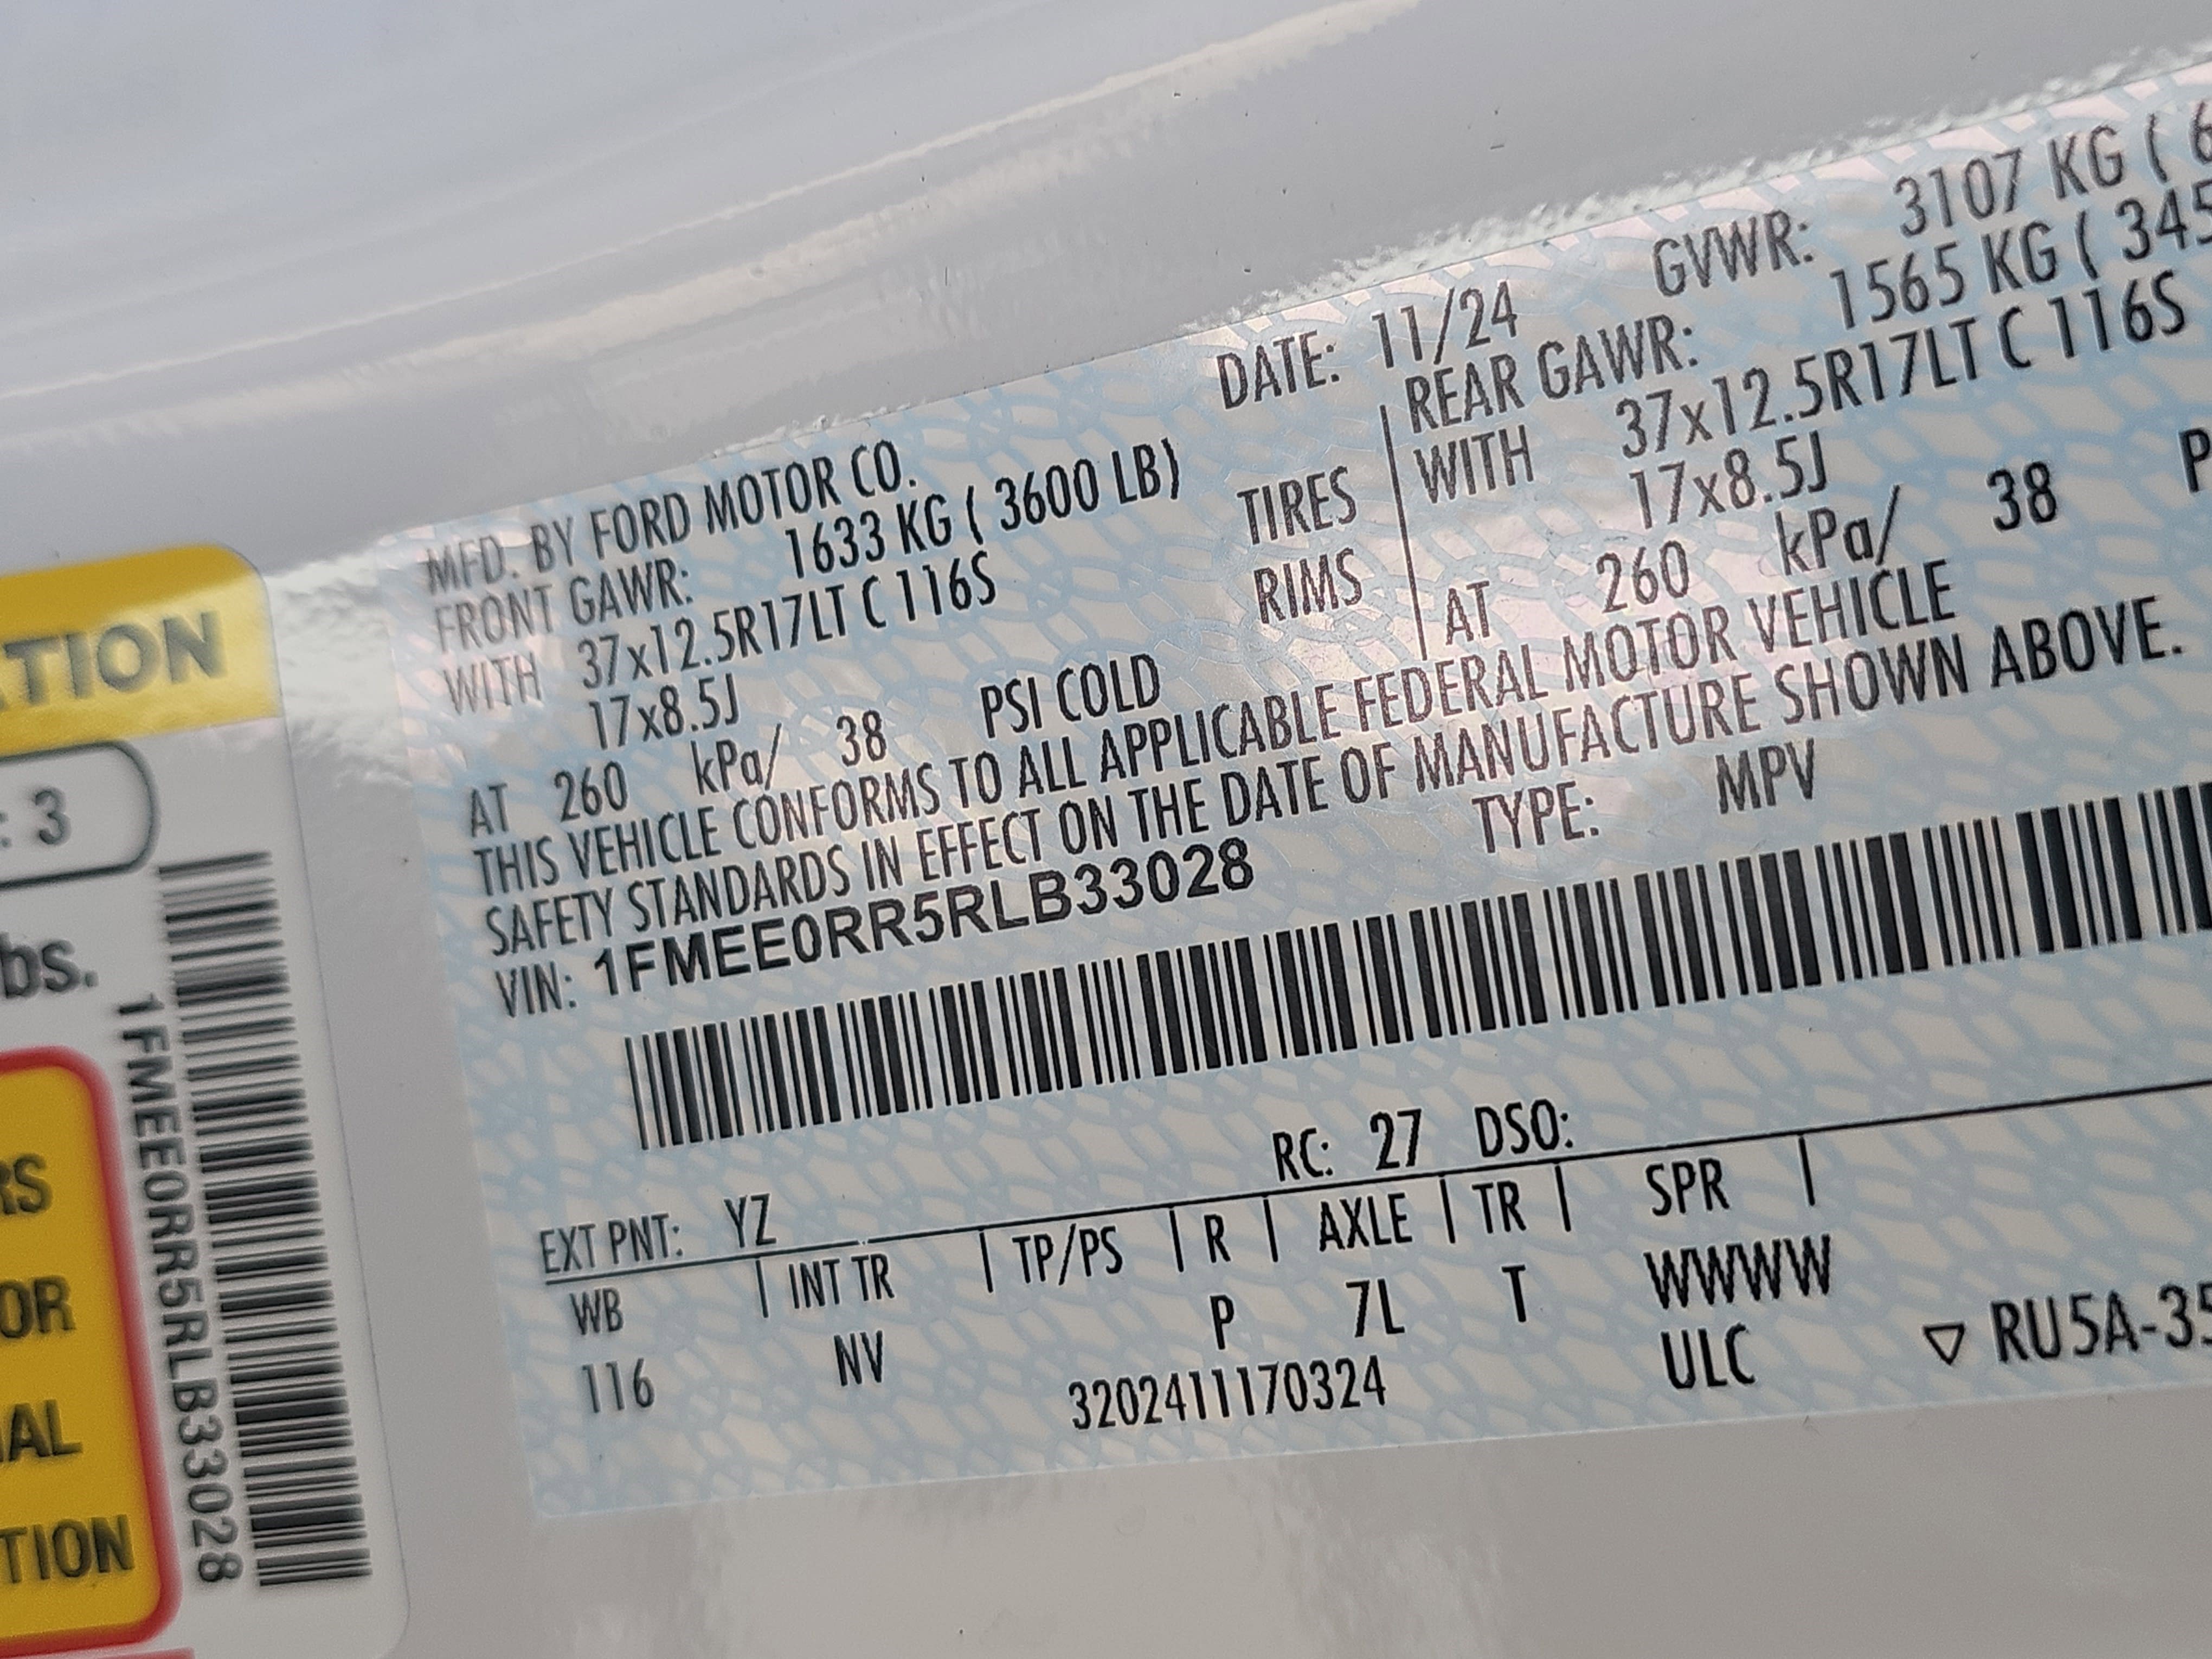 MFD. BY FORD MOTOR CO.
DATE: 11/24
GVWR: 3107 KG ( 6
FRONT GAWR: 1633 KG ( 3600 LB)
REAR GAWR: 1565 KG ( 345
WITH 37x12.5R17LT C 116S
TIRES
WITH 37x12.5R17LT C 116S
17x8.5J
RIMS
17x8.5J
AT 260 kPa/ 38 PSI COLD
AT 260 kPa/ 38 P
THIS VEHICLE CONFORMS TO ALL APPLICABLE FEDERAL MOTOR VEHICLE
SAFETY STANDARDS IN EFFECT ON THE DATE OF MANUFACTURE SHOWN ABOVE.
VIN: 1FMEE0RR5RLB33028
TYPE: MPV
EXT PNT: YZ
RC: 27 DSO:
WB | INT TR | TP/PS | R | AXLE | TR | SPR |
116 NV P 7L T WWWW
3202411170324 ULC
▽ RU5A-35
ATION
: 3
bs.
1FMEE0RR5RLB33028
RS
OR
IAL
TION